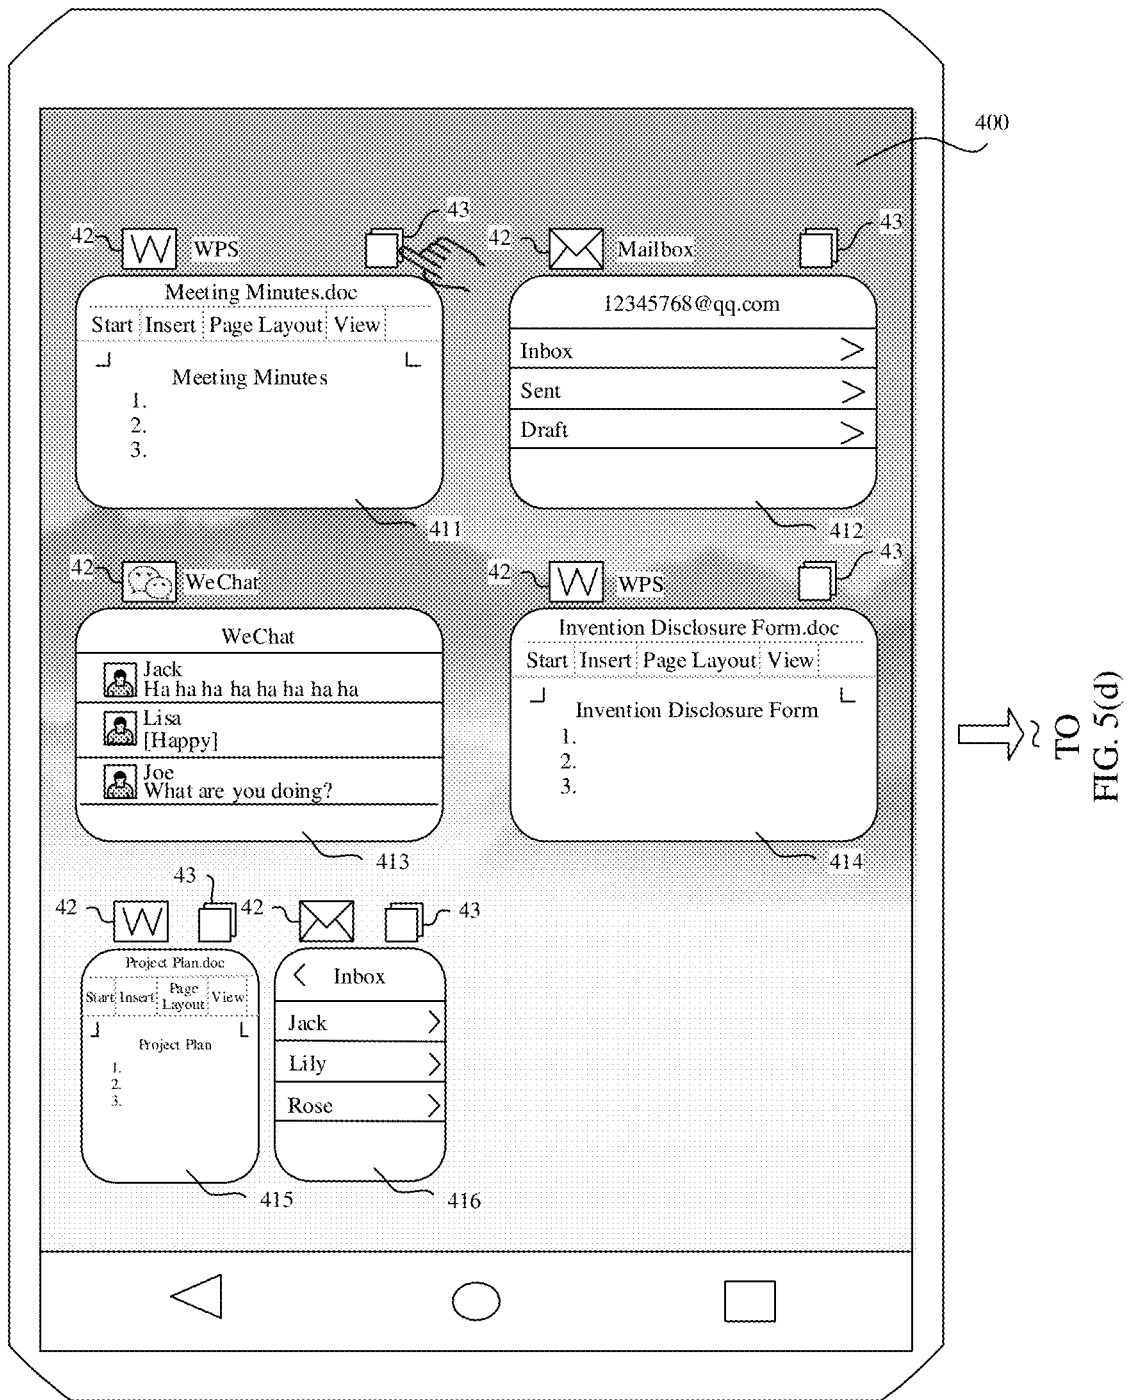 400
42
W
WPS
43
42
Mailbox
43
Meeting Minutes.doc
Start Insert Page Layout View
Meeting Minutes
1.
2.
3.
411
12345768@qq.com
Inbox
Sent
Draft
412
42
WeChat
42
W
WPS
43
WeChat
Jack
Ha ha ha ha ha ha ha ha
Lisa
[Happy]
Joe
What are you doing?
413
Invention Disclosure Form.doc
Start Insert Page Layout View
Invention Disclosure Form
1.
2.
3.
414
TO
FIG. 5(d)
42
W
43
42
43
Project Plan.doc
Start Insert Page Layout View
Project Plan
1.
2.
3.
415
Inbox
Jack
Lily
Rose
416